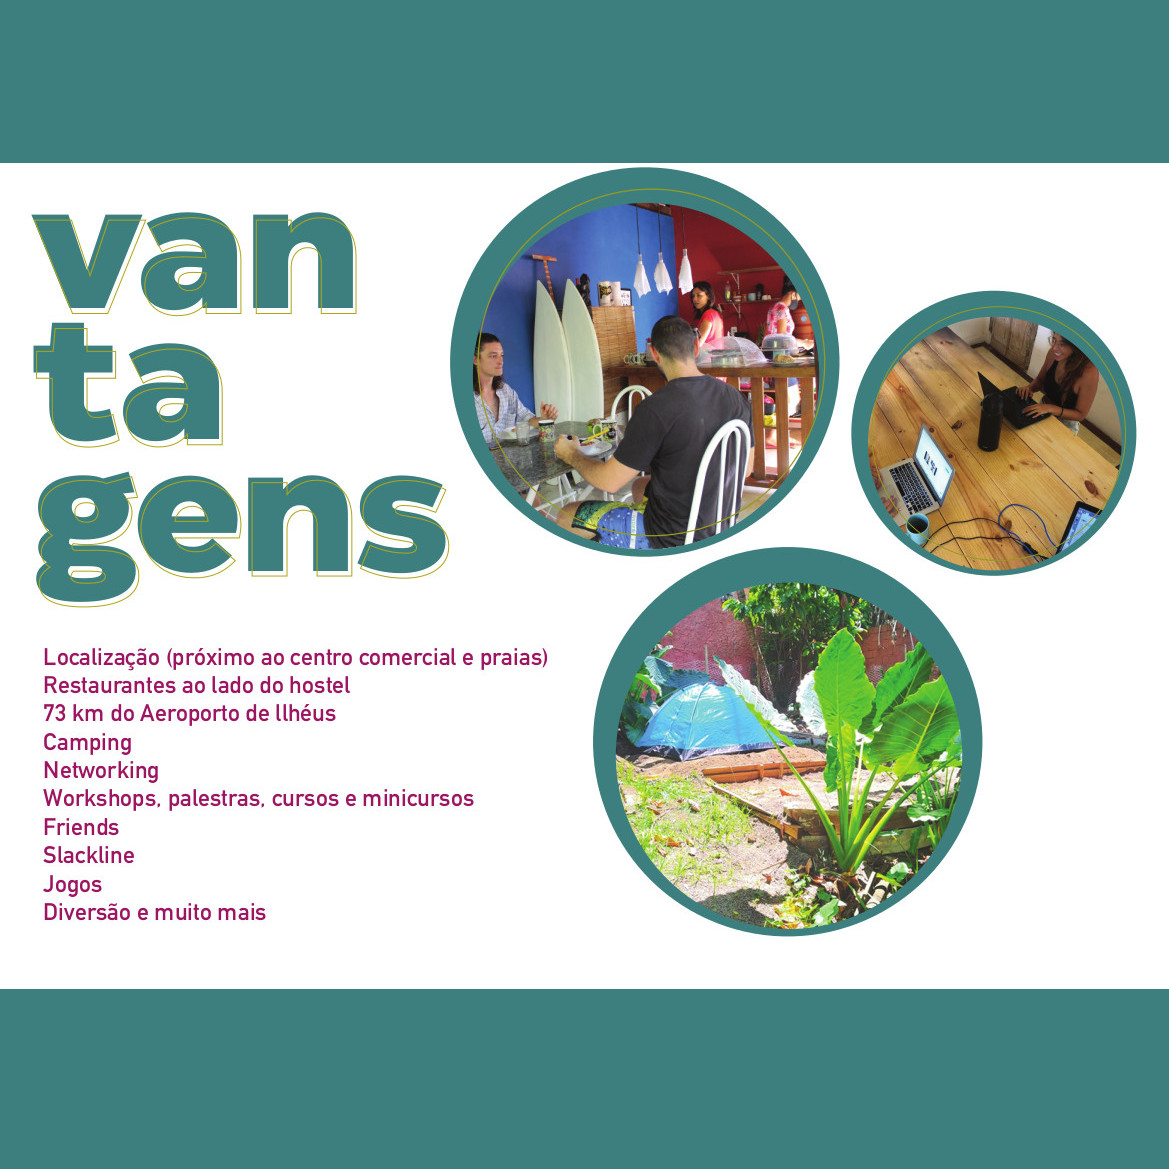 van
ta
gens
Localização (próximo ao centro comercial e praias)
Restaurantes ao lado do hostel
73 km do Aeroporto de llhéus
Camping
Networking
Workshops, palestras, cursos e minicursos
Friends
Slackline
Jogos
Diversão e muito mais